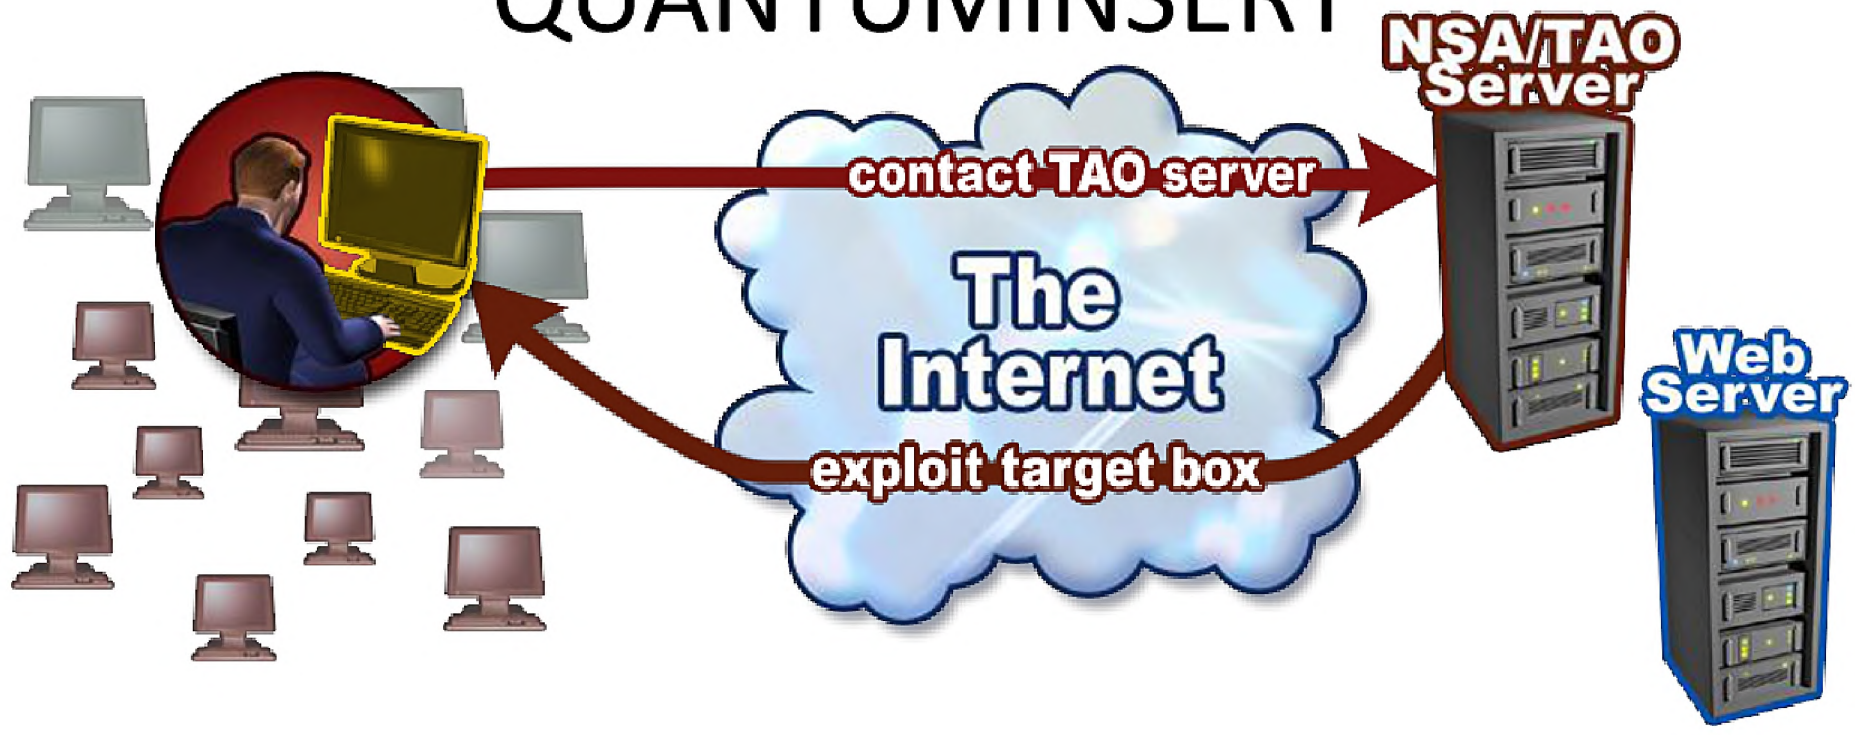 QUANTUMINSERT
NSA/TAO
Server
contact TAO server
The
Internet
Web
Server
exploit target box